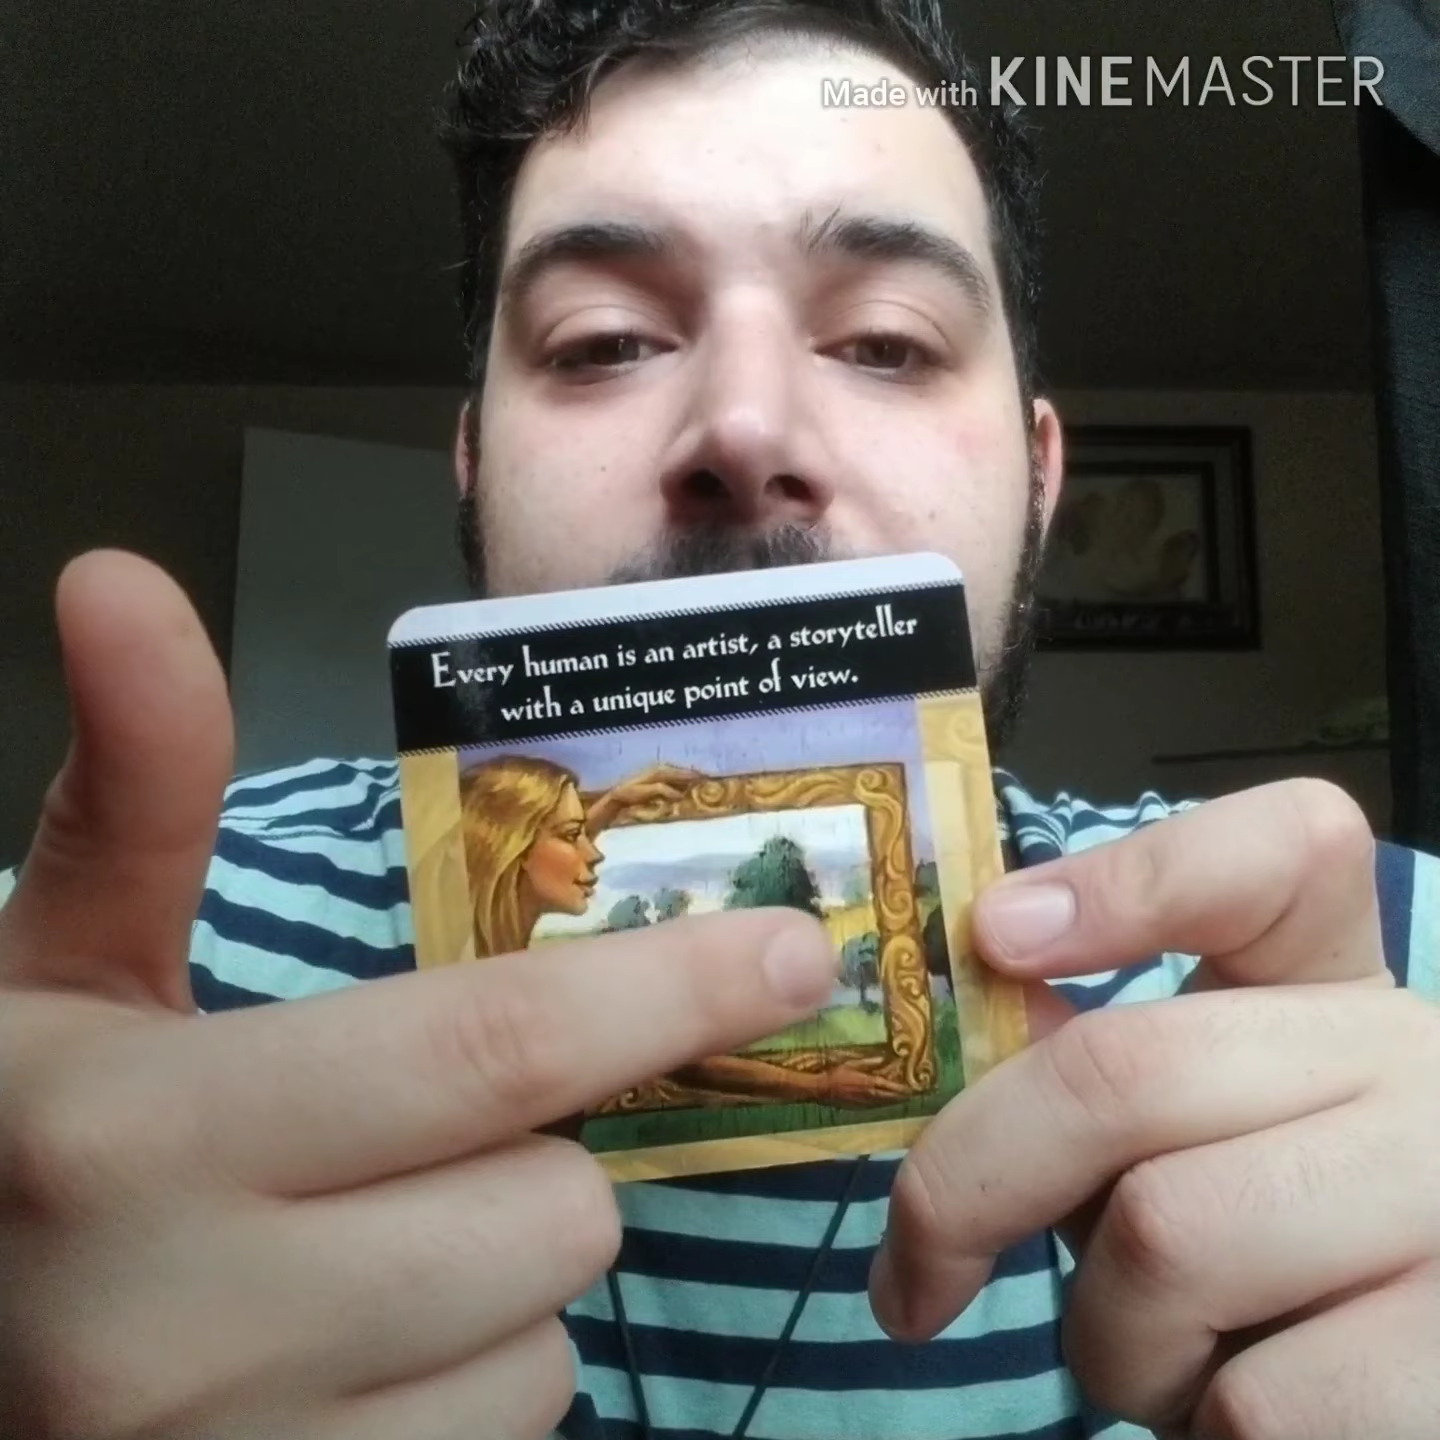 Made with KINEMASTER
Every human is an artist, a storyteller
with a unique point of view.